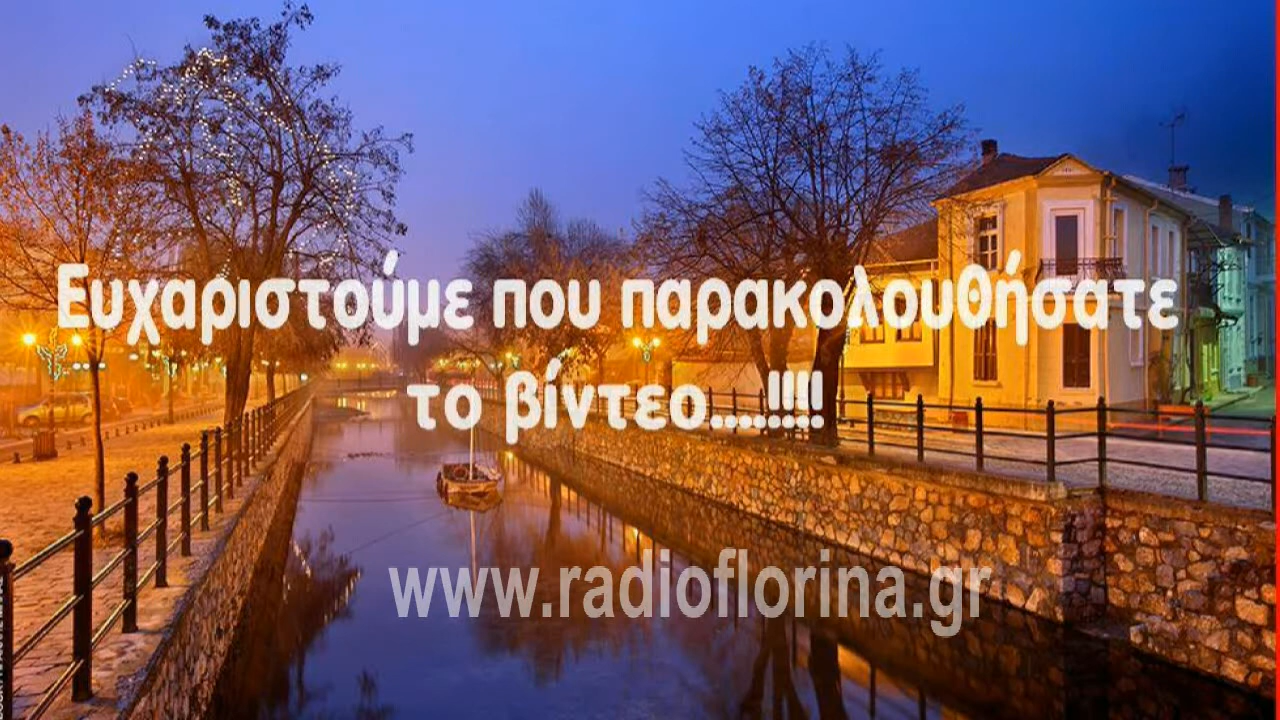 Ευχαριστούμε που παρακολουθήσατε
το βίντεο....!!!!
www.radioflorina.gr